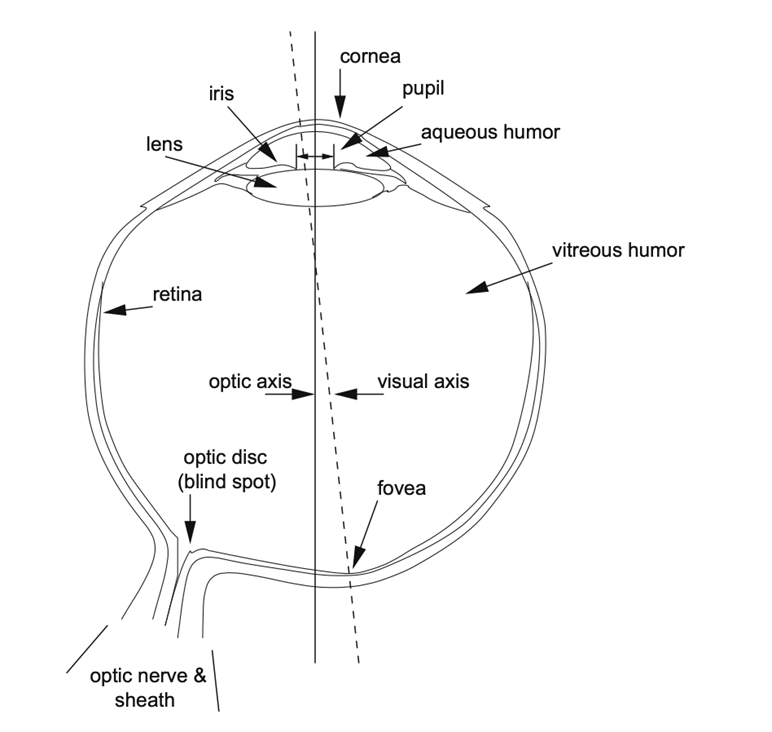 cornea
iris
pupil
lens
aqueous humor
vitreous humor
retina
optic axis
visual axis
optic disc
(blind spot)
fovea
optic nerve &
sheath